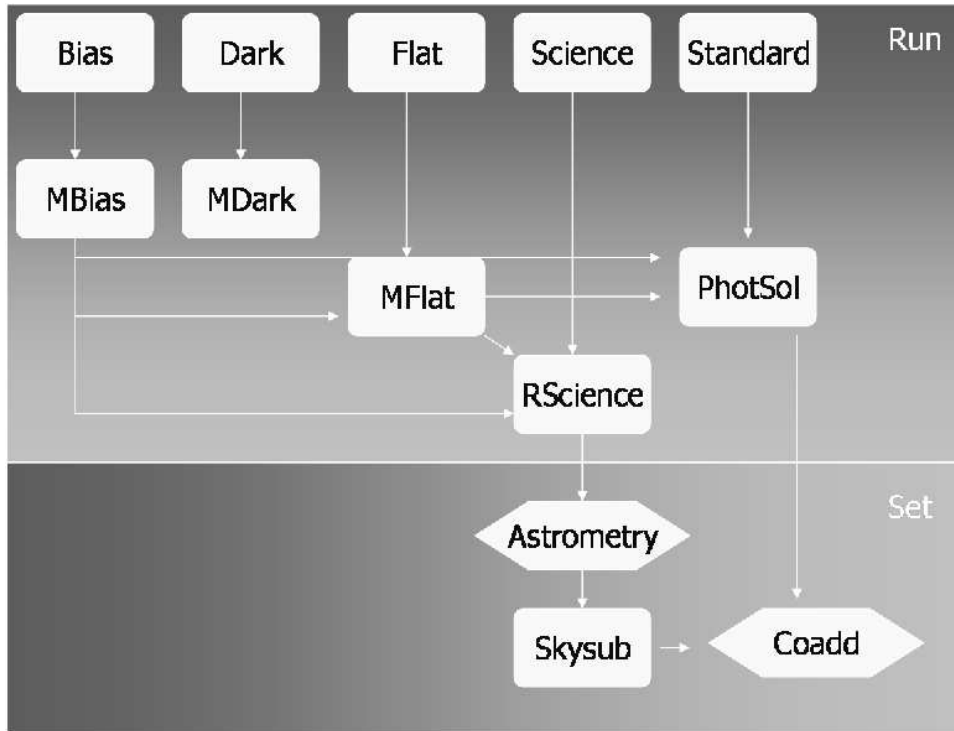 Bias
Dark
Flat
Science
Standard
Run
MBias
MDark
MFlat
PhotSol
RScience
Set
Astrometry
Skysub
Coadd